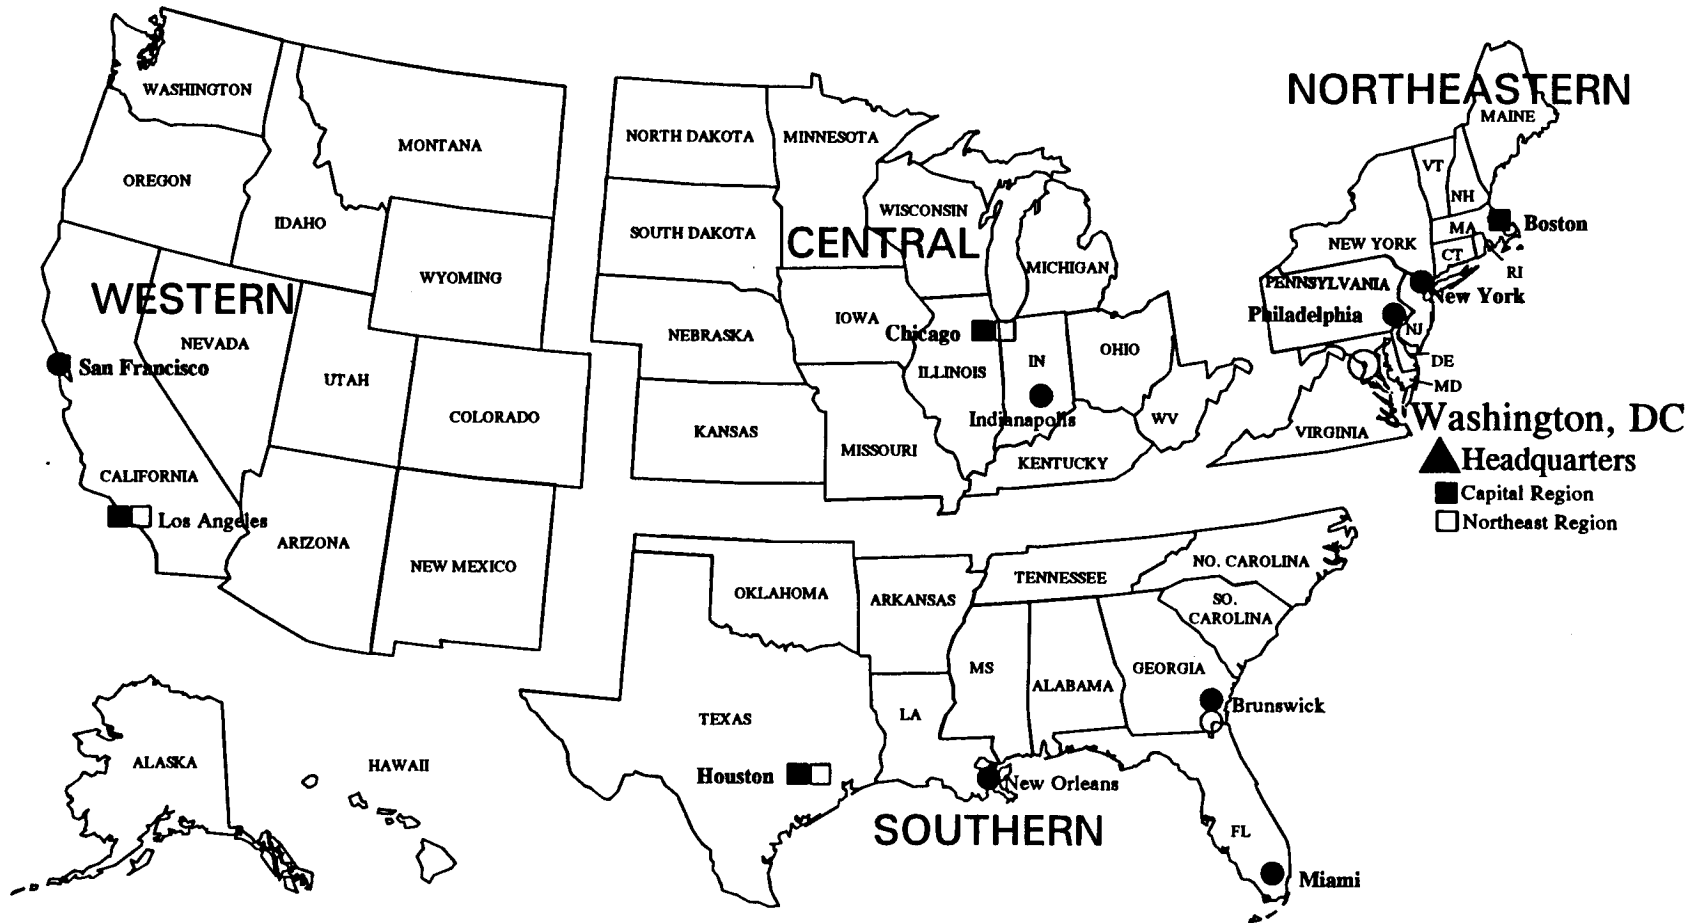 NORTHEASTERN
WASHINGTON
MAINE
MONTANA
NORTH DAKOTA
MINNESOTA
VT
OREGON
NH
IDAHO
WISCONSIN
Boston
SOUTH DAKOTA
MA
CENTRAL
NEW YORK
CT
WYOMING
MICHIGAN
RI
WESTERN
PENNSYLVANIA
New York
IOWA
Philadelphia
NJ
NEVADA
NEBRASKA
Chicago
OHIO
IN
DE
San Francisco
UTAH
ILLINOIS
MD
COLORADO
Indianapolis
WV
Washington, DC
KANSAS
VIRGINIA
MISSOURI
KENTUCKY
Headquarters
CALIFORNIA
Capital Region
Los Angeles
Northeast Region
ARIZONA
NEW MEXICO
NO. CAROLINA
TENNESSEE
OKLAHOMA
ARKANSAS
SO.
CAROLINA
MS
GEORGIA
ALABAMA
Brunswick
TEXAS
LA
ALASKA
HAWAII
Houston
New Orleans
SOUTHERN
FL
Miami